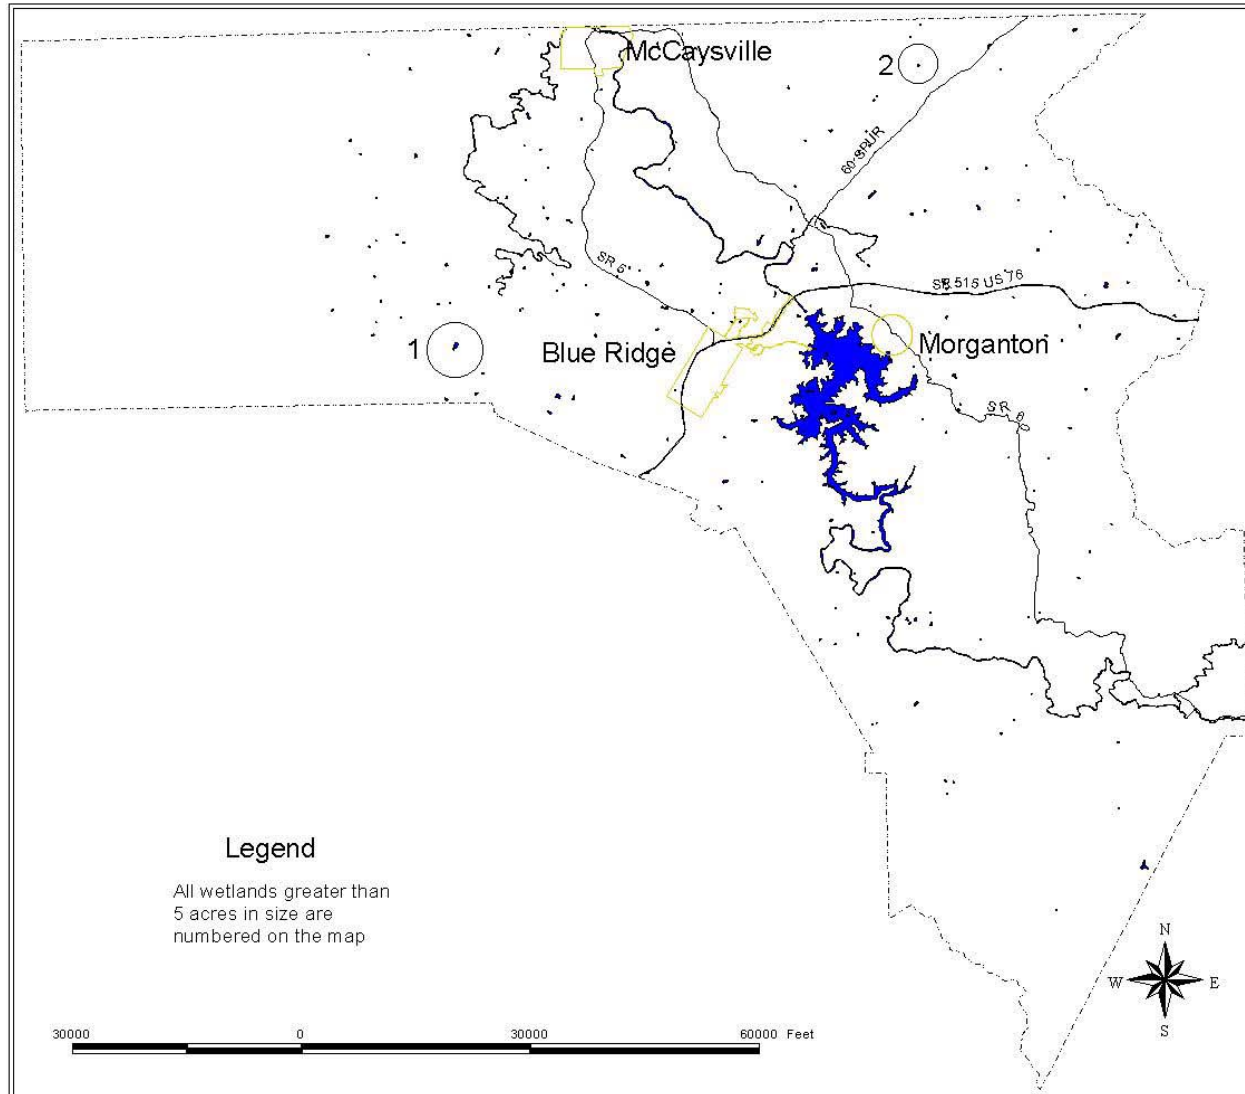 McCaysville
2
60 SPUR
SR 5
SR 515 US 76
1
Blue Ridge
Morganton
SR 60
Legend
All wetlands greater than
5 acres in size are
numbered on the map
N
W E
S
30000 0 30000 60000 Feet